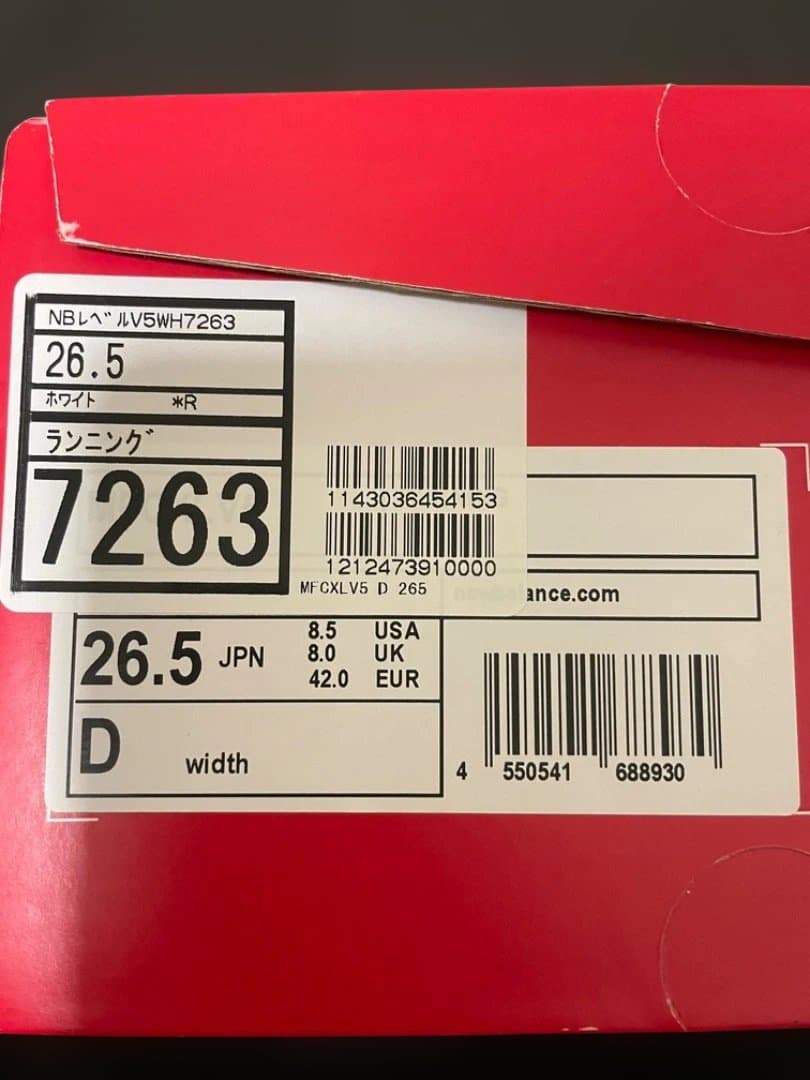 NBレベルV5WH7263
26.5
ホワイト *R
ランニング
7263
1143036454153
1212473910000
MFCXLV5 D 265
newbalance.com
26.5 JPN
8.5 USA
8.0 UK
42.0 EUR
D width
4 550541 688930